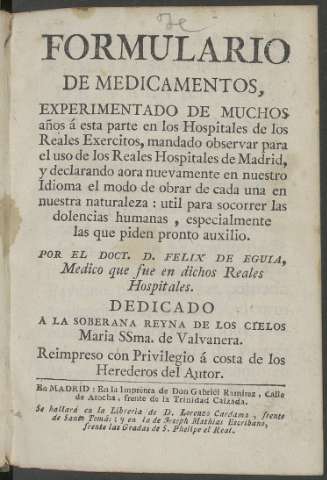 FORMULARIO
DE MEDICAMENTOS,
EXPERIMENTADO DE MUCHOS
años á esta parte en los Hospitales de los
Reales Exercitos, mandado observar para
el uso de los Reales Hospitales de Madrid,
y declarando aora nuevamente en nuestro
Idioma el modo de obrar de cada una en
nuestra naturaleza: util para socorrer las
dolencias humanas, especialmente
las que piden pronto auxilio.
POR EL DOCT. D. FELIX DE EGUIA,
Medico que fue en dichos Reales
Hospitales.
DEDICADO
A LA SOBERANA REYNA DE LOS CIELOS
Maria SSma. de Valvanera.
Reimpreso con Privilegio á costa de los
Herederos del Autor.
En MADRID: En la Imprenta de Don Gabriel Ramirez, Calle
de Atocha, frente de la Trinidad Calzada.
Se hallará en la Libreria de D. Lorenzo Cardama, frente
de Santo Tomá:; y en la de Joseph Mathias Escribano,
frente las Gradas de S. Phelipe el Real.